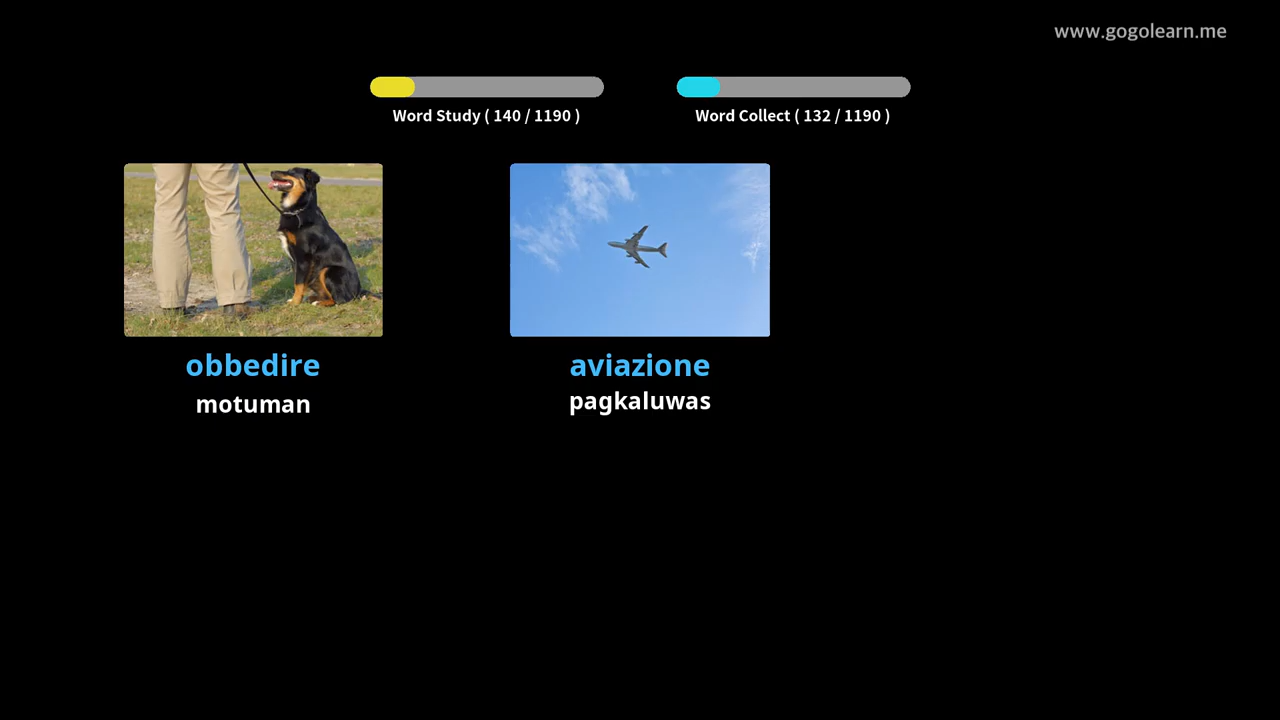 www.gogolearn.me
Word Study ( 140 / 1190 )
Word Collect ( 132 / 1190 )
obbedire
motuman
aviazione
pagkaluwas